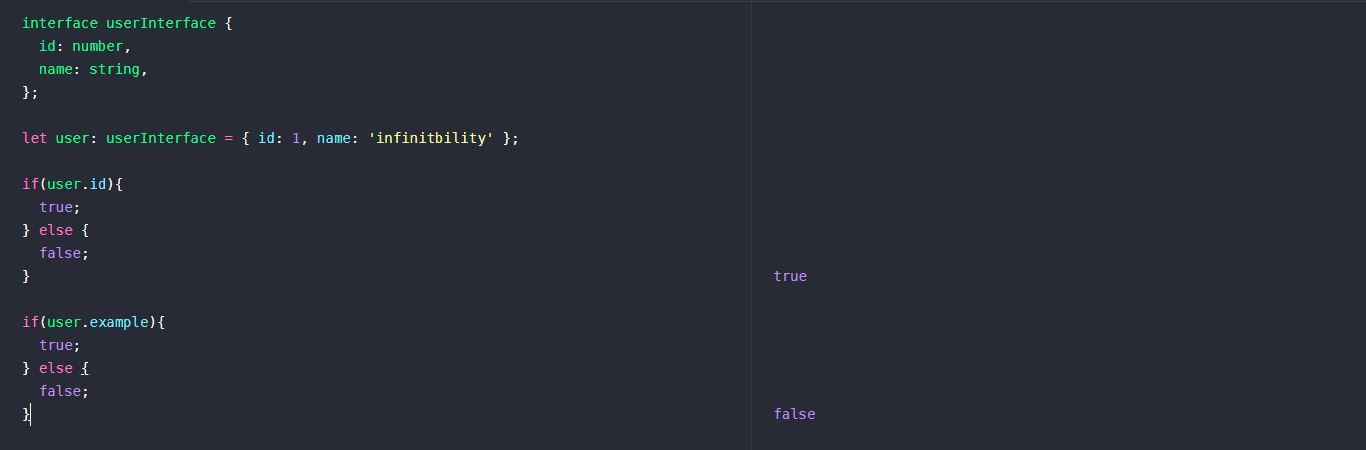 interface userInterface {
  id: number,
  name: string,
};
let user: userInterface = { id: 1, name: 'infinitbility' };
if(user.id){
  true;
} else {
  false;
}
true
if(user.example){
  true;
} else {
  false;
}
false